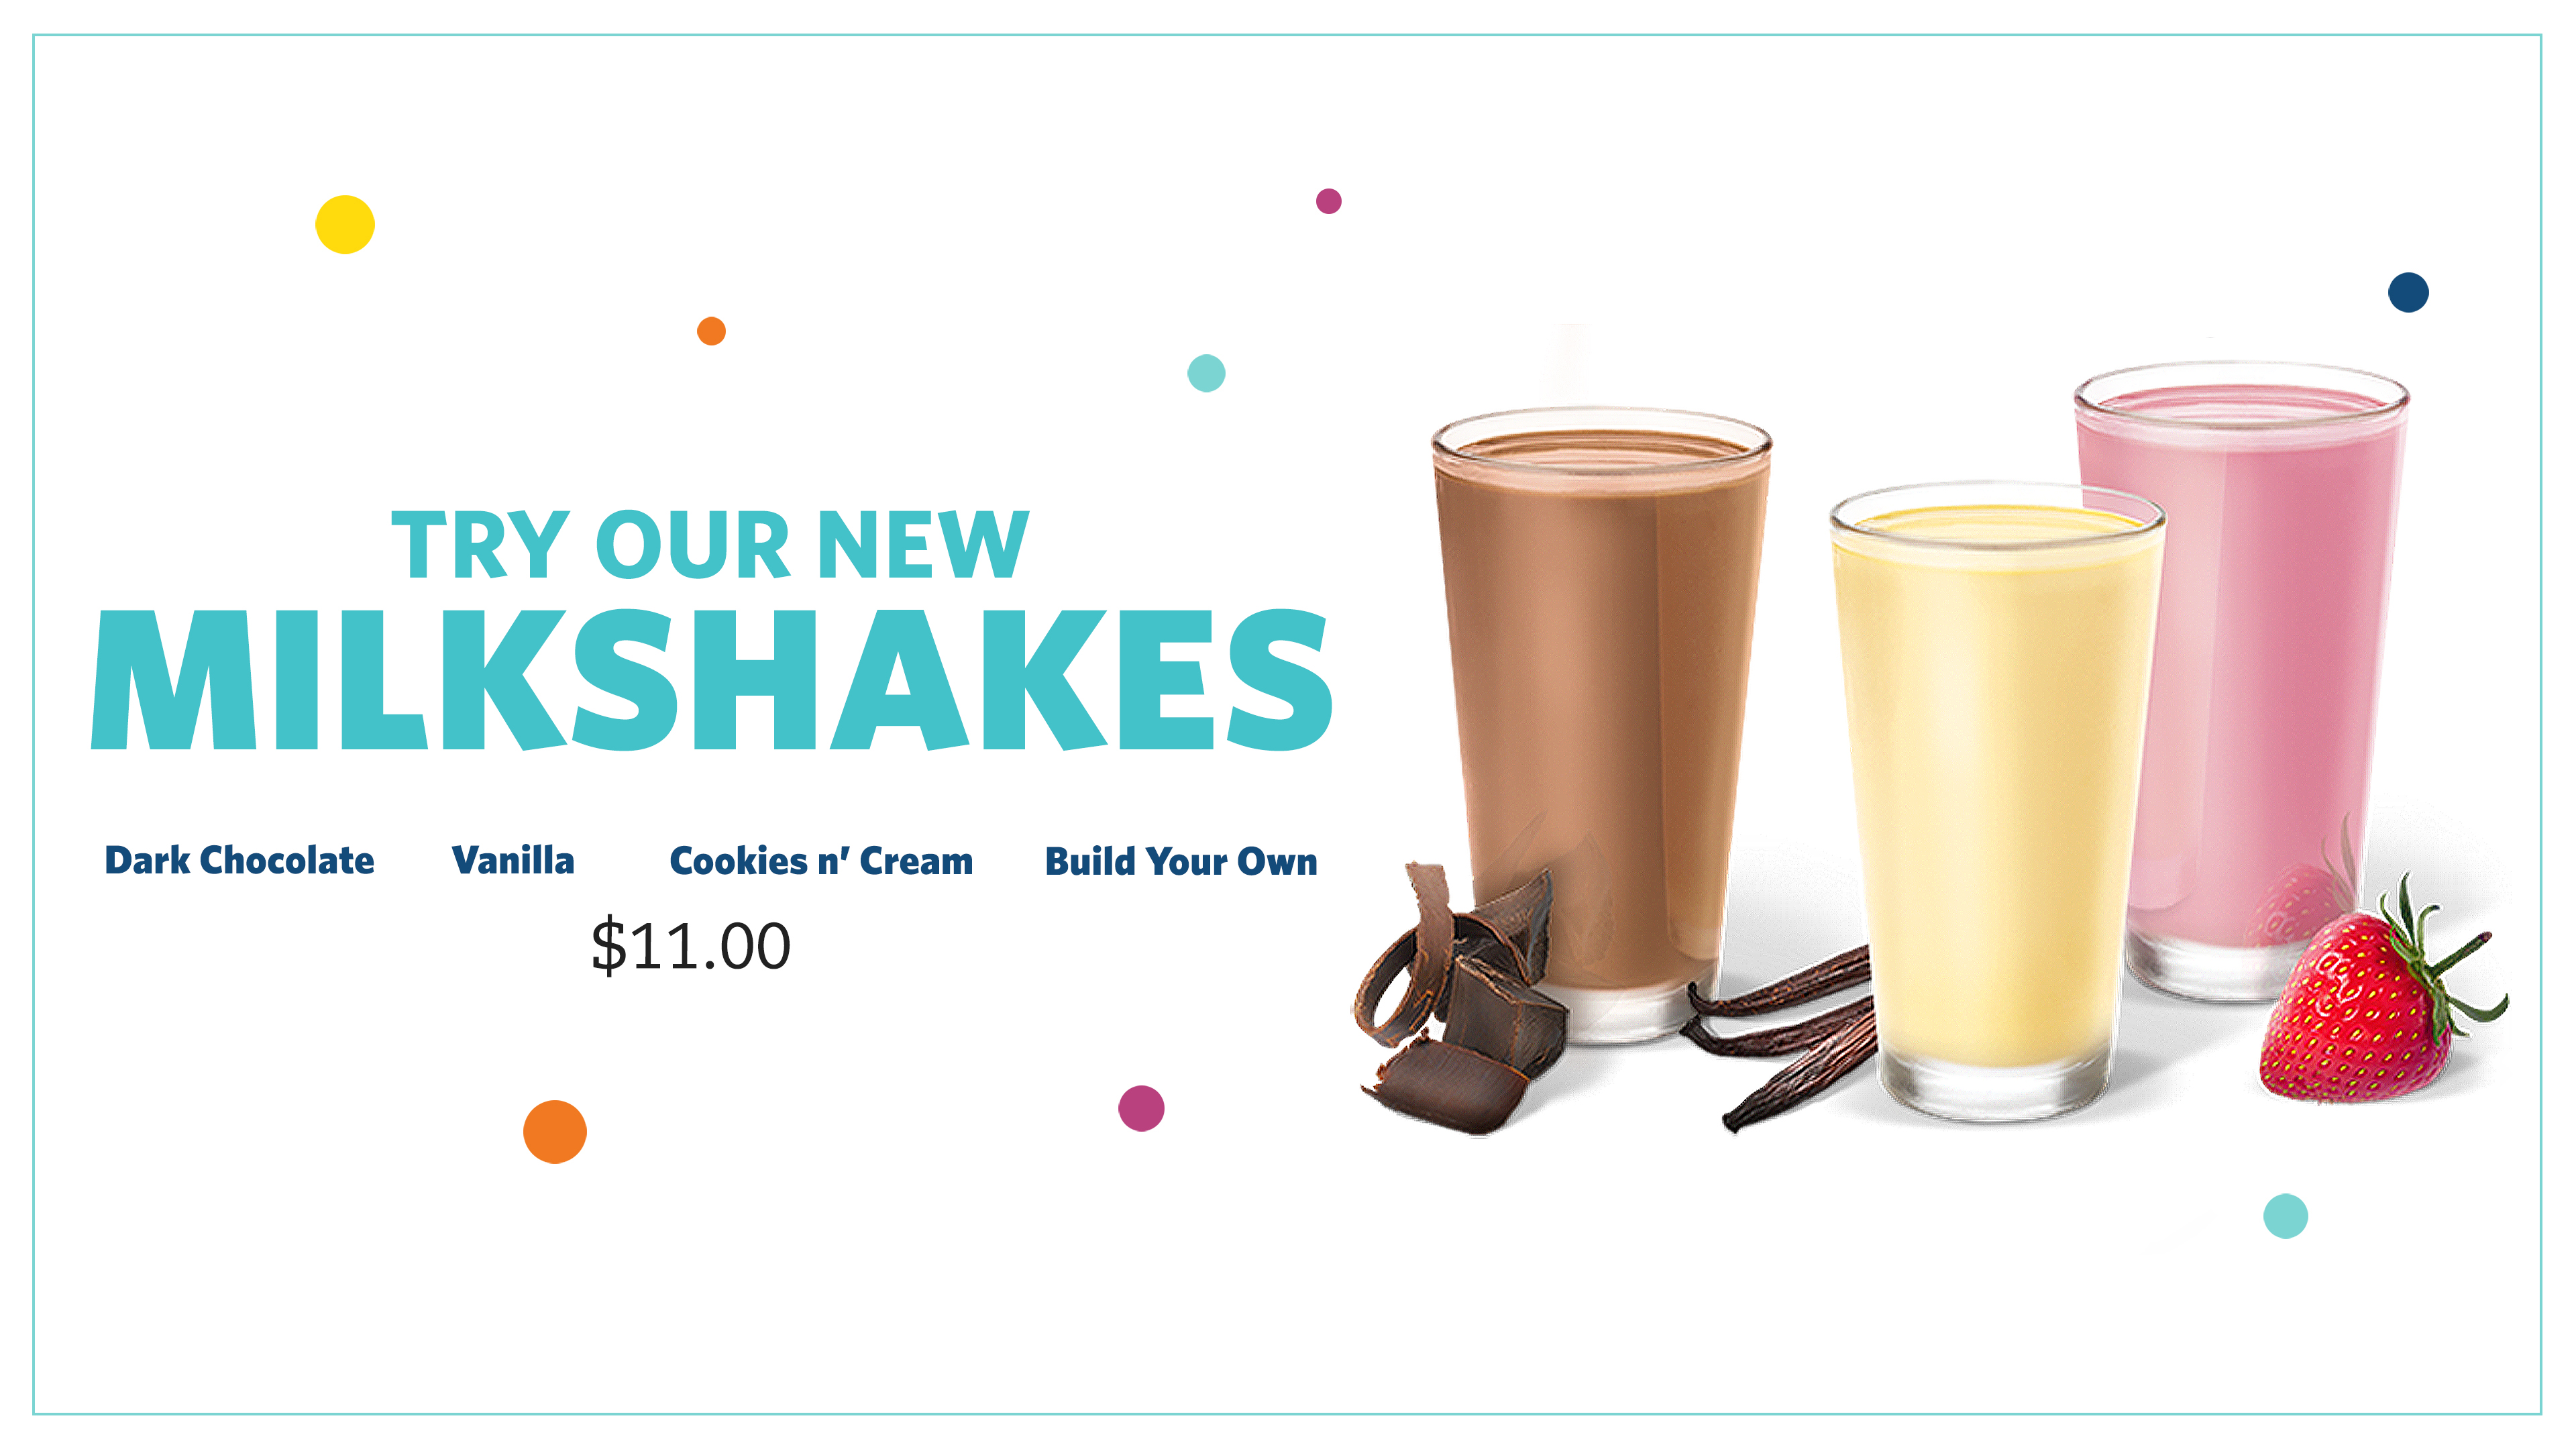 TRY OUR NEW
MILKSHAKES
Dark Chocolate Vanilla Cookies n’ Cream Build Your Own
$11.00